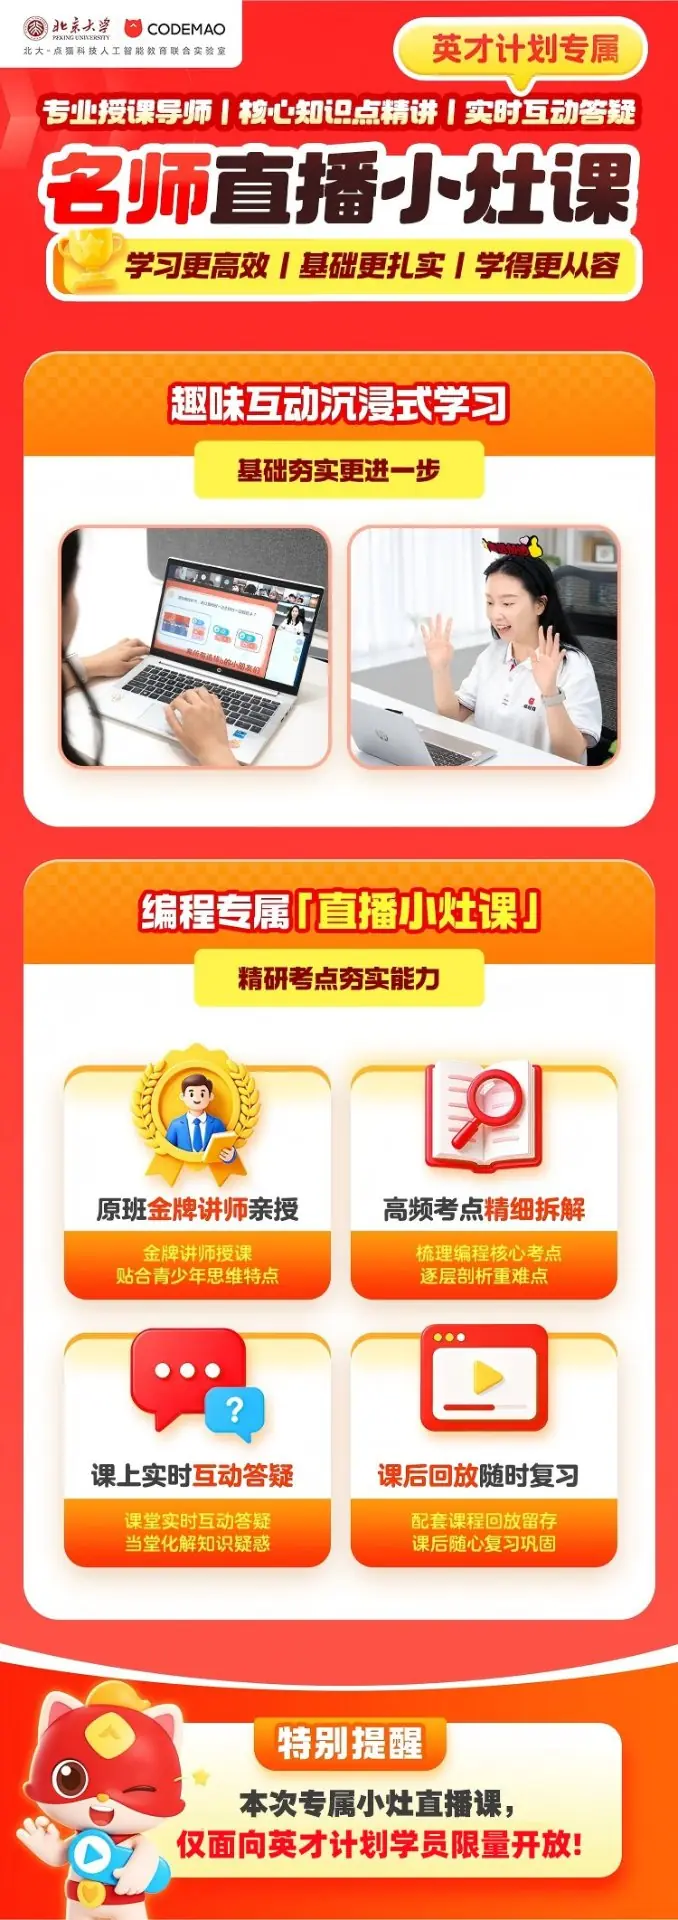 北京大学
PEKING UNIVERSITY
CODEMAO
北大-点猫科技人工智能教育联合实验室
英才计划专属
专业授课导师丨核心知识点精讲丨实时互动答疑
名师直播小灶课
学习更高效丨基础更扎实丨学得更从容
趣味互动沉浸式学习
基础夯实更进一步
编程专属「直播小灶课」
精研考点夯实能力
原班金牌讲师亲授
金牌讲师授课
贴合青少年思维特点
高频考点精细拆解
梳理编程核心考点
逐层剖析重难点
课上实时互动答疑
课堂实时互动答疑
当堂化解知识疑惑
课后回放随时复习
配套课程回放留存
课后随心复习巩固
特别提醒
本次专属小灶直播课，
仅面向英才计划学员限量开放!